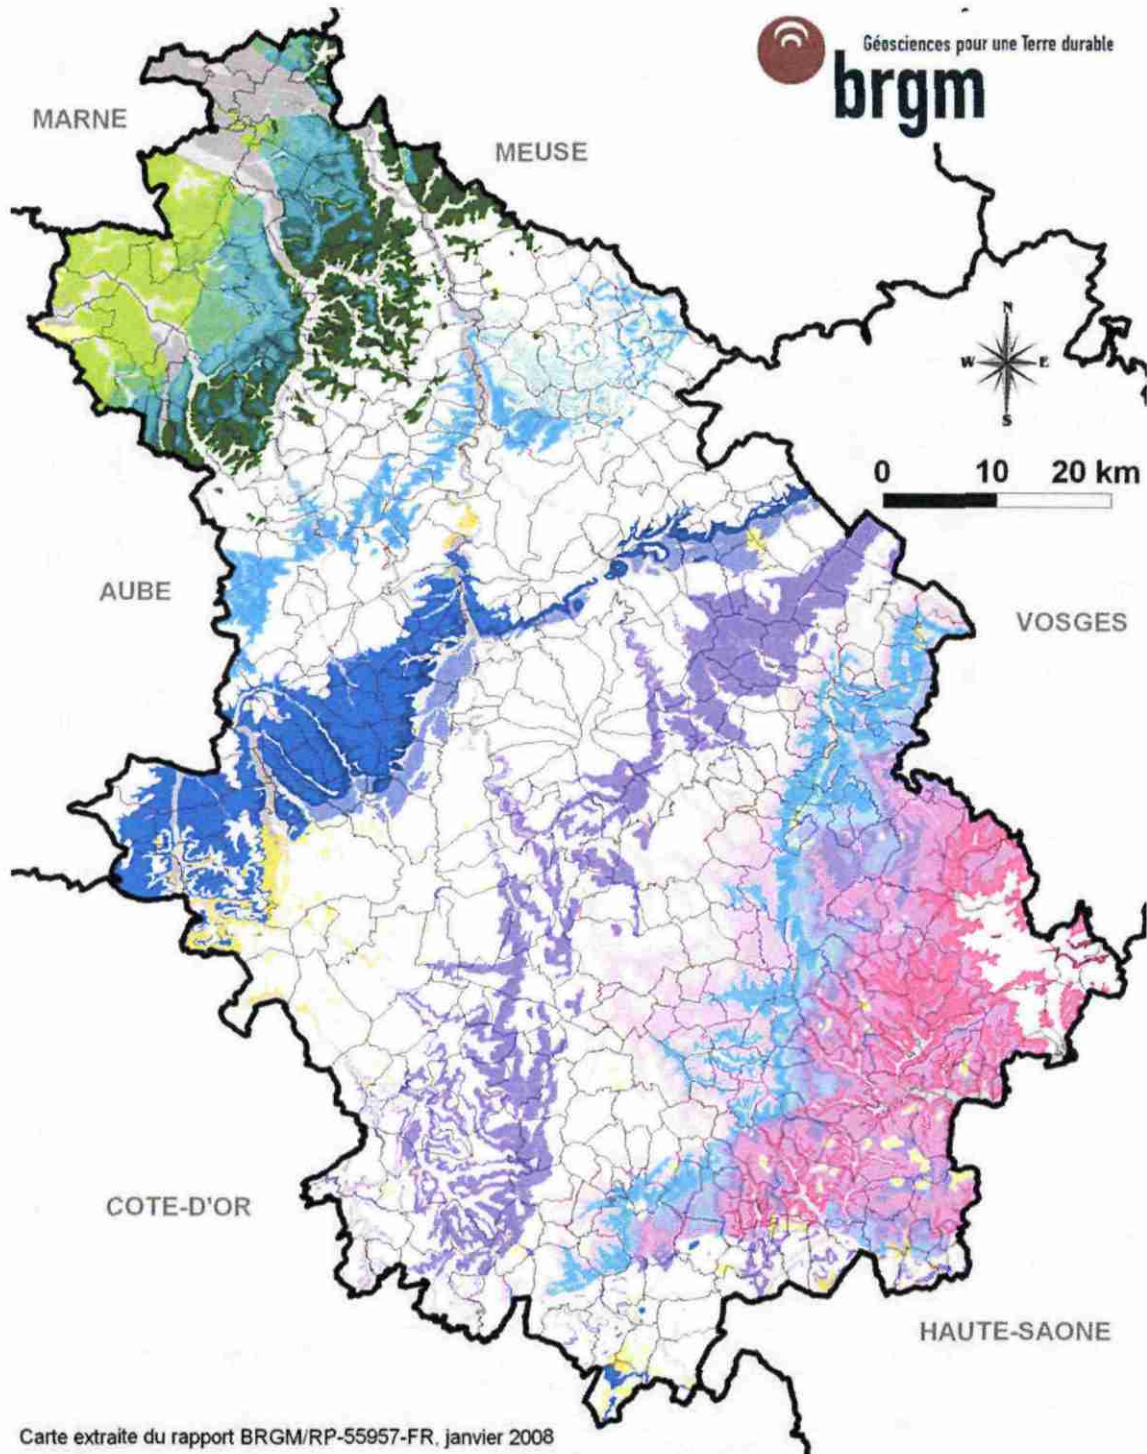 Géosciences pour une Terre durable
brgm
MARNE
MEUSE
N
W E
S
0 10 20 km
AUBE
VOSGES
COTE-D'OR
HAUTE-SAONE
Carte extraite du rapport BRGM/RP-55957-FR, janvier 2008